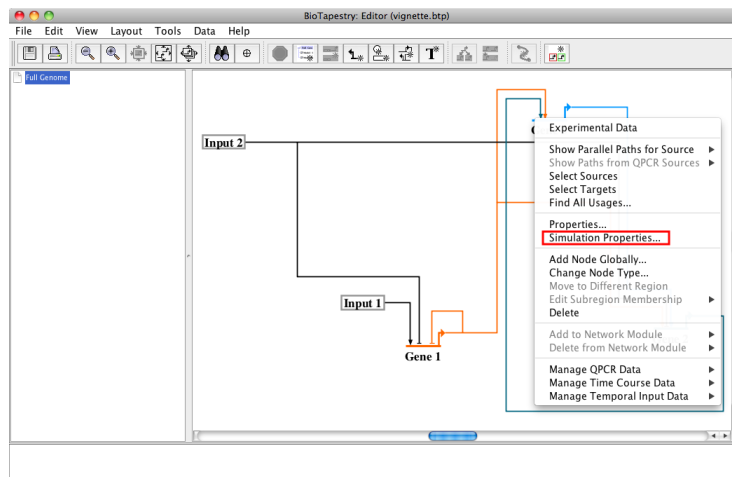 BioTapestry: Editor (vignette.btp)
File Edit View Layout Tools Data Help
Full Genome
Input 2
Input 1
Gene 1
Experimental Data
Show Parallel Paths for Source
Show Paths from QPCR Sources
Select Sources
Select Targets
Find All Usages...
Properties...
Simulation Properties...
Add Node Globally...
Change Node Type...
Move to Different Region
Edit Subregion Membership
Delete
Add to Network Module
Delete from Network Module
Manage QPCR Data
Manage Time Course Data
Manage Temporal Input Data